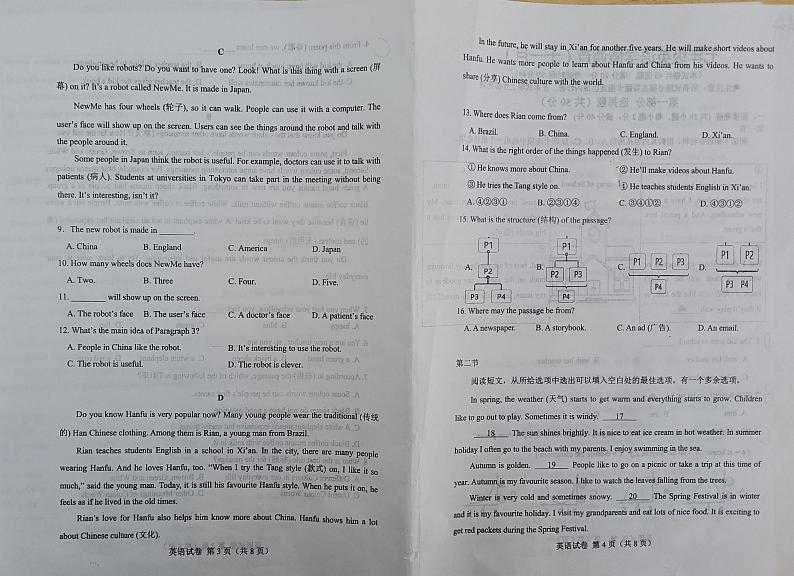 C
Do you like robots? Do you want to have one? Look! What is this thing with a screen (屏
幕) on it? It's a robot called NewMe. It is made in Japan.
NewMe has four wheels (轮子), so it can walk. People can use it with a computer. The
user's face will show up on the screen. Users can see the things around the robot and talk with
the people around it.
Some people in Japan think the robot is useful. For example, doctors can use it to talk with
patients (病人). Students at universities in Tokyo can take part in the meeting without being
there. It's interesting, isn't it?
9. The new robot is made in ______.
A. China B. England C. America D. Japan
10. How many wheels does NewMe have?
A. Two. B. Three C. Four. D. Five.
11. ______ will show up on the screen.
A. The robot's face B. The user's face C. A doctor's face D. A patient's face
12. What's the main idea of Paragraph 3?
A. People in China like the robot. B. It's interesting to use the robot.
C. The robot is useful. D. The robot is clever.
D
Do you know Hanfu is very popular now? Many young people wear the traditional (传统
的) Han Chinese clothing. Among them is Rian, a young man from Brazil.
Rian teaches students English in a school in Xi'an. In the city, there are many people
wearing Hanfu. And he loves Hanfu, too. "When I try the Tang style (款式) on, I like it so
much," said the young man. Today, it is still his favourite Hanfu style. When he puts it on, he
feels as if he lived in the old times.
Rian's love for Hanfu also helps him know more about China. Hanfu shows him a lot
about Chinese culture (文化).
英语试卷 第 3 页（共 8 页）
In the future, he will stay in Xi'an for another five years. He will make short videos about
Hanfu. He wants more people to learn about Hanfu and China from his videos. He wants to
share (分享) Chinese culture with the world.
13. Where does Rian come from?
A. Brazil. B. China. C. England. D. Xi'an.
14. What is the right order of the things happened (发生) to Rian?
① He knows more about China. ② He'll make videos about Hanfu.
③ He tries the Tang style on. ④ He teaches students English in Xi'an.
A. ④②③① B. ②③①④ C. ③④①② D. ④③①②
15. What is the structure (结构) of the passage?
A. P1 P2 P3 P4
B. P1 P2 P3 P4
C. P1 P2 P3 P4
D. P1 P2 P3 P4
16. Where may the passage be from?
A. A newspaper. B. A storybook. C. An ad (广告). D. An email.
第二节
阅读短文，从所给选项中选出可以填入空白处的最佳选项。有一个多余选项。
In spring, the weather (天气) starts to get warm and everything starts to grow. Children
like to go out to play. Sometimes it is windy. 17
18 The sun shines brightly. It is nice to eat ice cream in hot weather. In summer
holiday I often go to the beach with my parents. I enjoy swimming in the sea.
Autumn is golden. 19 People like to go on a picnic or take a trip at this time of
year. Autumn is my favourite season. I like to watch the leaves falling from the trees.
Winter is very cold and sometimes snowy. 20 The Spring Festival is in winter
and it is my favourite holiday. I visit my grandparents and eat lots of nice food. It is exciting to
get red packets during the Spring Festival.
英语试卷 第 4 页（共 8 页）